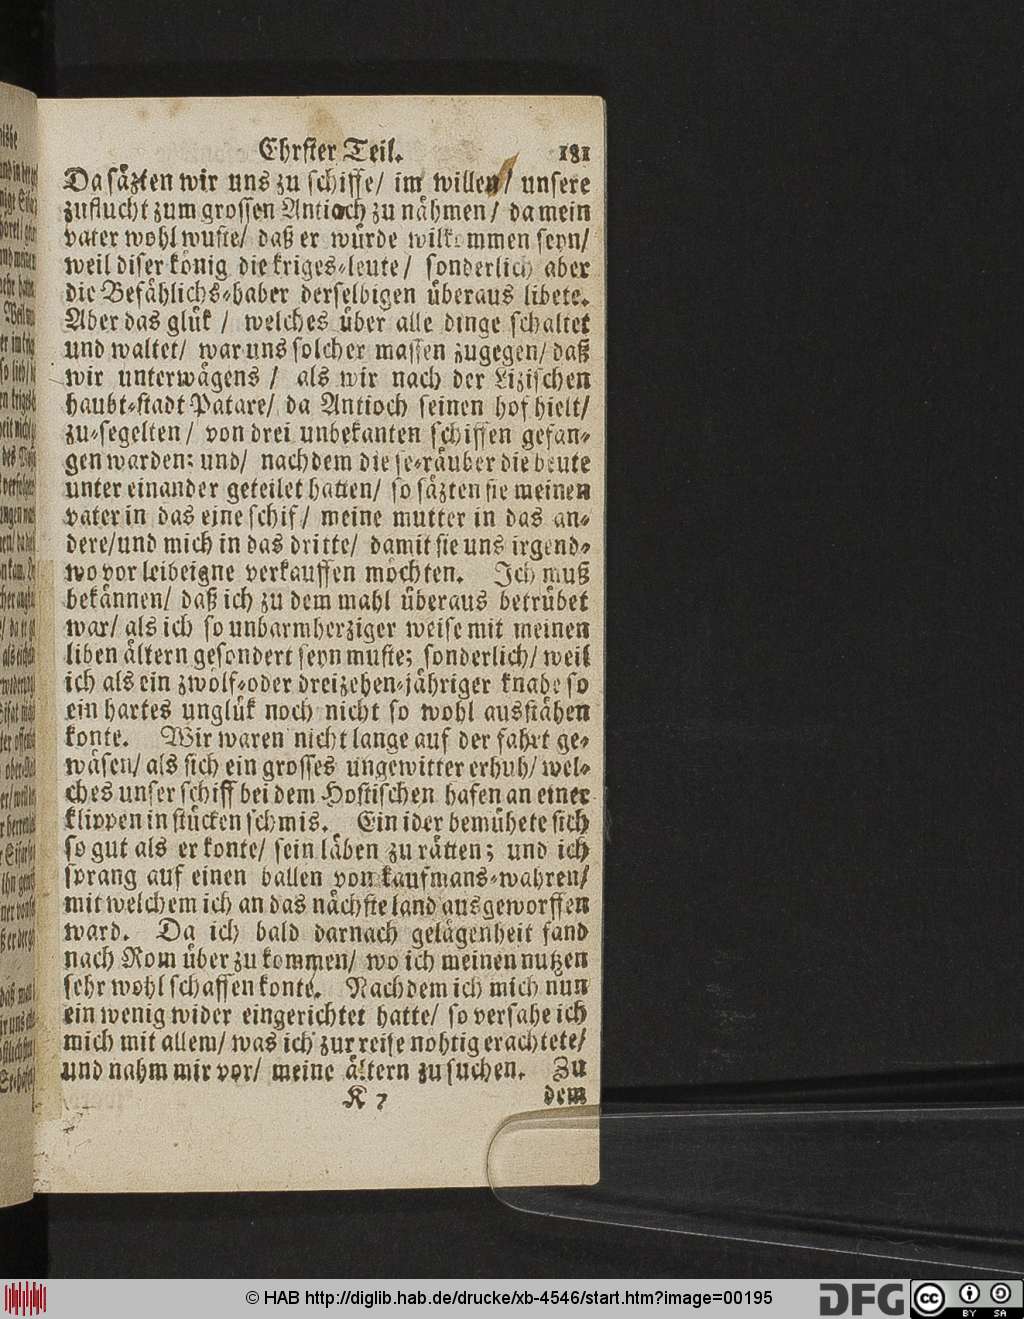 Ehrster Teil. 181
Da säzten wir uns zu schiffe/ im willen/ unsere
zuflucht zum grossen Antioch zu nähmen/ da mein
vater wohl wuste/ daß er würde wilkommen seyn/
weil diser könig die kriges-leute/ sonderlich aber
die Befählichs-haber derselbigen überaus libete.
Aber das glük/ welches über alle dinge schaltet
und waltet/ war uns solcher massen zugegen/ daß
wir unterwägens/ als wir nach der Lizischen
haubt-stadt Patare/ da Antioch seinen hof hielt/
zu-segelten/ von drei unbekanten schiffen gefan-
gen warden: und/ nachdem die se-räuber die beute
unter einander geteilet hatten/ so säzten sie meinen
vater in das eine schif/ meine mutter in das an-
dere/ und mich in das dritte/ damit sie uns irgend-
wo vor leibeigne verkauffen möchten. Ich muß
bekännen/ daß ich zu dem mahl überaus betrübet
war/ als ich so unbarmherziger weise mit meinen
liben ältern gesondert seyn muste; sonderlich/ weil
ich als ein zwölf-oder dreizehen-jähriger knabe so
ein hartes unglük noch nicht so wohl ausstähen
konte. Wir waren nicht lange auf der fahrt ge-
wäsen/ als sich ein grosses ungewitter erhub/ wel-
ches unser schiff bei dem Hostischen hafen an einer
klippen in stücken schmis. Ein ider bemühete sich
so gut als er konte/ sein läben zu rätten; und ich
sprang auf einen ballen von kaufmans-wahren/
mit welchem ich an das nächste land ausgeworffen
ward. Da ich bald darnach gelägenheit fand
nach Rom über zu kommen/ wo ich meinen nutzen
sehr wohl schaffen konte. Nachdem ich mich nun
ein wenig wider eingerichtet hatte/ so versahe ich
mich mit allem/ was ich zur reise nohtig erachtete/
und nahm mir vor/ meine ältern zu suchen. Zu
K 7 dem
© HAB http://diglib.hab.de/drucke/xb-4546/start.htm?image=00195
DFG
cc BY SA